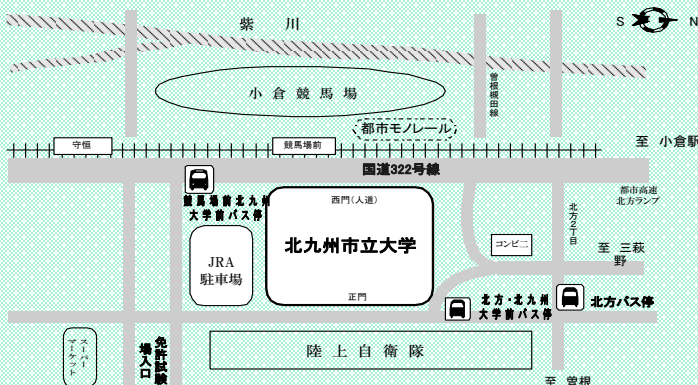 紫川
S N
小倉競馬場
曽根槻田線
都市モノレール
守恒
競馬場前
至 小倉駅
国道322号線
競馬場前北九州
大学前バス停
西門(人道)
都市高速
北方ランプ
北方2丁目
北九州市立大学
コンビニ
至 三萩
野
JRA
駐車場
正門
北方・北九州
大学前バス停
北方バス停
スーパー
マーケット
免許試験
場入口
陸上自衛隊
至 曽根